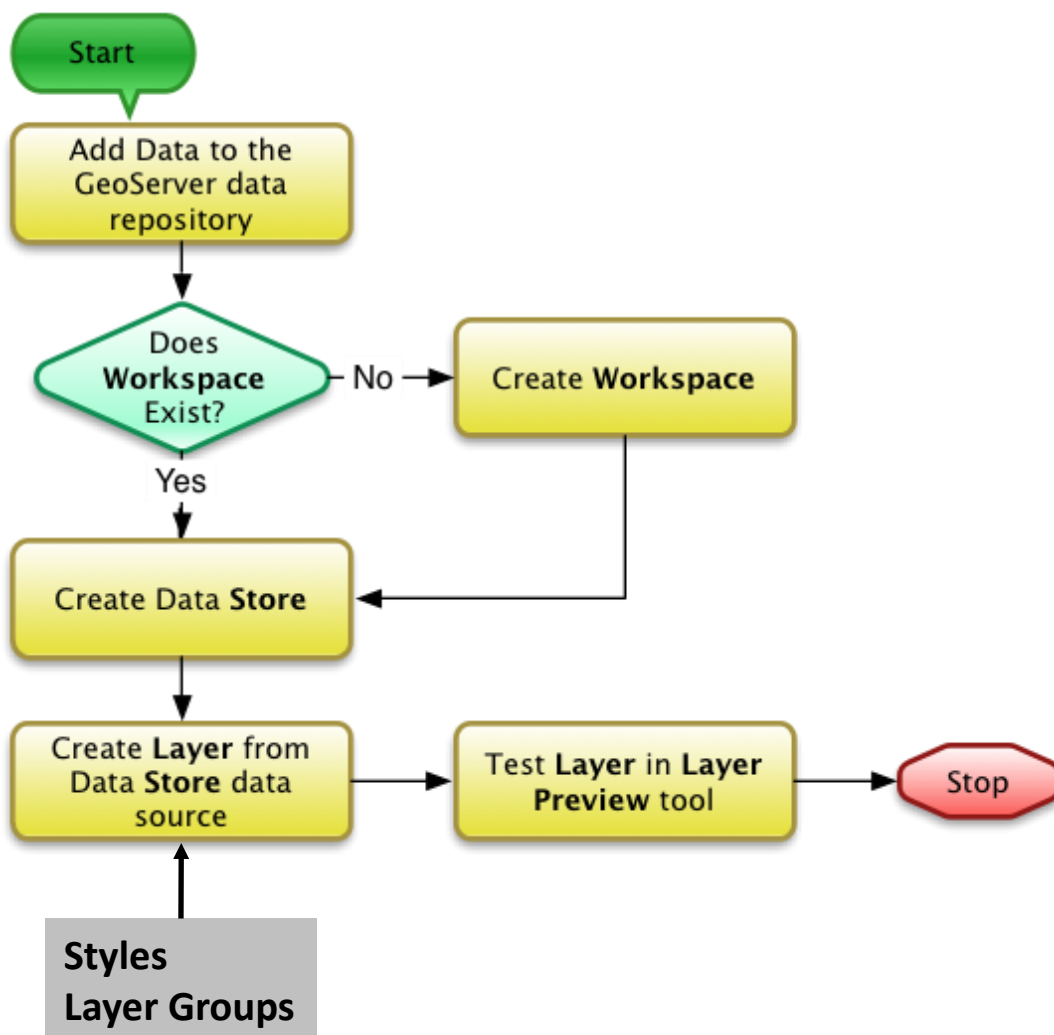 Start
Add Data to the
GeoServer data
repository
Does
Workspace
Exist?
No
Create Workspace
Yes
Create Data Store
Create Layer from
Data Store data
source
Test Layer in Layer
Preview tool
Stop
Styles
Layer Groups